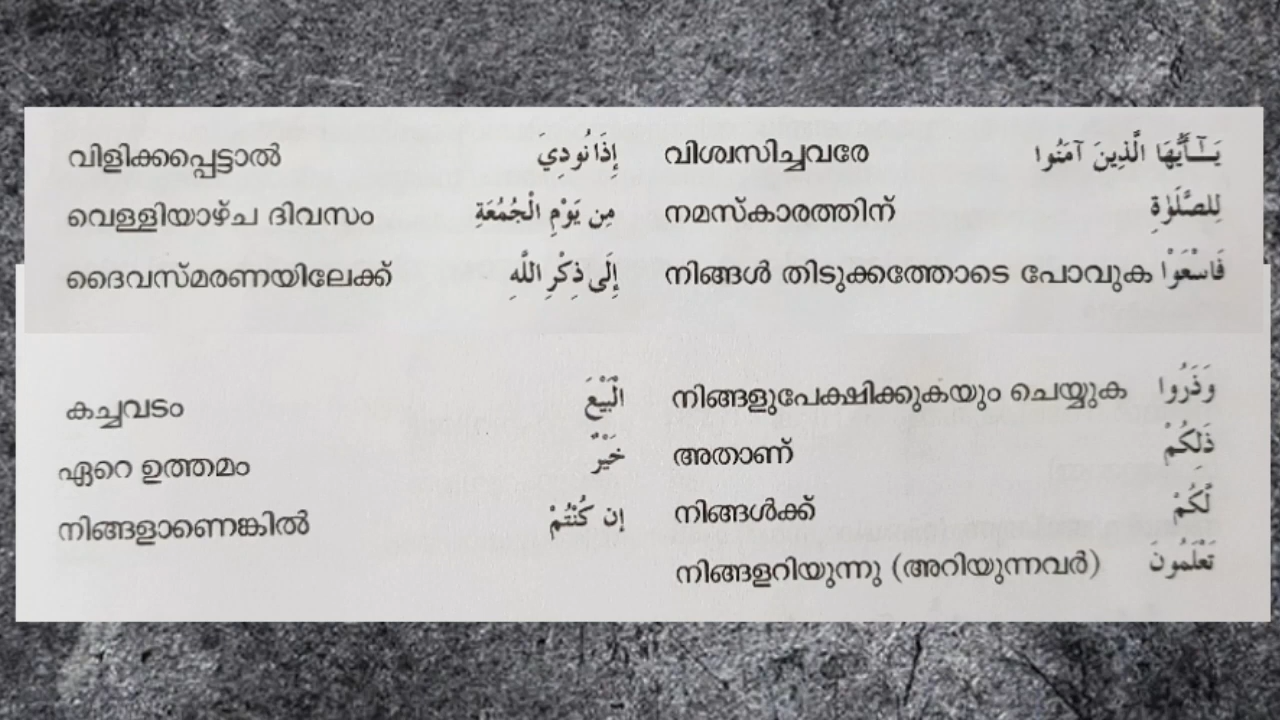 يَـٰٓأَيُّهَا الَّذِينَ آمَنُوا വിശ്വസിച്ചവരേ إِذَا نُودِيَ വിളിക്കപ്പെട്ടാൽ
لِلصَّلَوٰةِ നമസ്കാരത്തിന് مِن يَوْمِ الْجُمُعَةِ വെള്ളിയാഴ്ച ദിവസം
فَاسْعَوْا നിങ്ങൾ തിടുക്കത്തോടെ പോവുക إِلَى ذِكْرِ اللَّهِ ദൈവസ്മരണയിലേക്ക്
وَذَرُوا നിങ്ങളുപേക്ഷിക്കുകയും ചെയ്യുക الْبَيْعَ കച്ചവടം
ذَلِكُمْ അതാണ് خَيْرٌ ഏറെ ഉത്തമം
لَّكُمْ നിങ്ങൾക്ക് إِن كُنْتُمْ നിങ്ങളാണെങ്കിൽ
تَعْلَمُونَ നിങ്ങളറിയുന്നു (അറിയുന്നവർ)